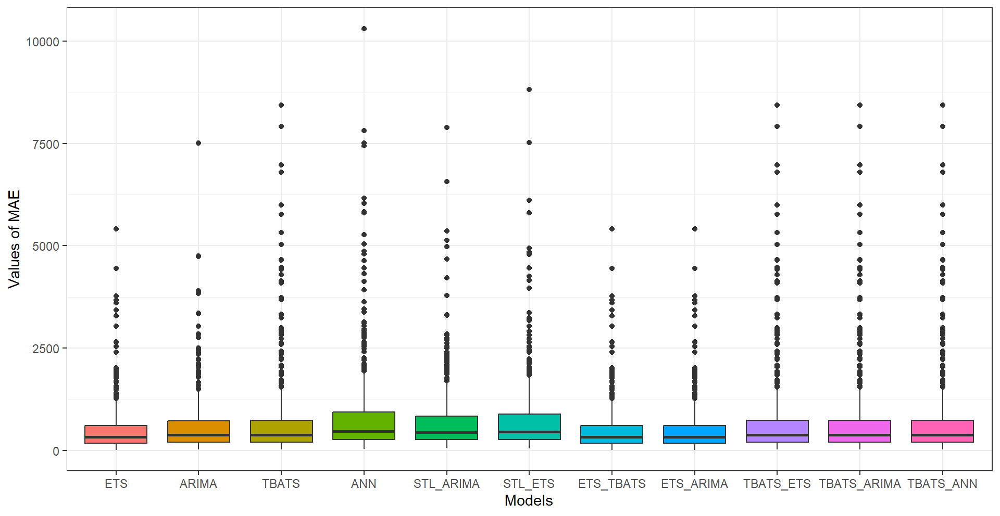 Values of MAE
10000
7500
5000
2500
0
ETS ARIMA TBATS ANN STL_ARIMA STL_ETS ETS_TBATS ETS_ARIMA TBATS_ETS TBATS_ARIMA TBATS_ANN
Models